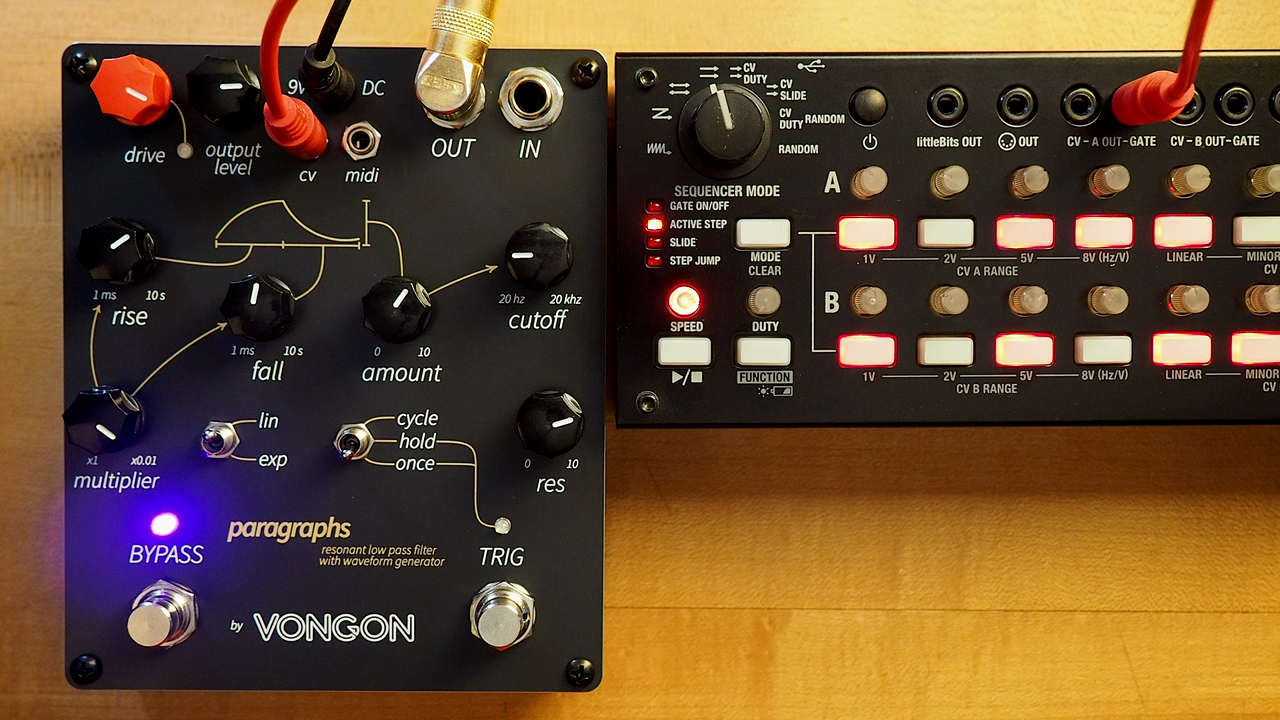 9V DC
drive
output
level
cv
midi
OUT
IN
1 ms 10 s
rise
1 ms 10 s
fall
0 10
amount
20 hz 20 khz
cutoff
x1 x0.01
multiplier
lin
exp
cycle
hold
once
0 10
res
BYPASS
paragraphs
resonant low pass filter
with waveform generator
TRIG
by VONGON
CV
DUTY
CV
SLIDE
CV
DUTY RANDOM
RANDOM
SEQUENCER MODE
littleBits OUT
OUT
CV - A OUT - GATE
CV - B OUT - GATE
A
GATE ON/OFF
ACTIVE STEP
SLIDE
STEP JUMP
MODE
CLEAR
1V 2V 5V 8V (Hz/V) LINEAR MINOR
CV A RANGE
CV
B
SPEED
DUTY
FUNCTION
1V 2V 5V 8V (Hz/V) LINEAR MINOR
CV B RANGE
CV